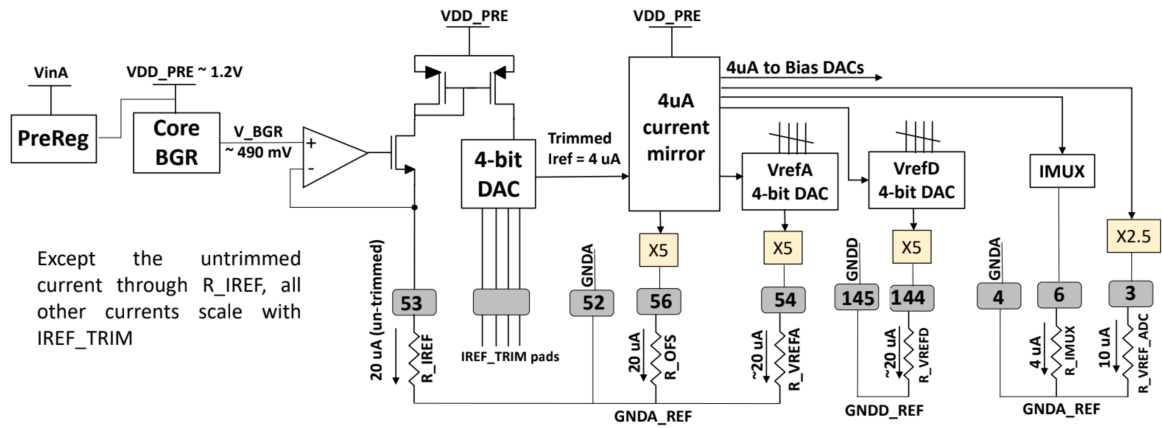 VDD_PRE
VDD_PRE
VinA
VDD_PRE ~ 1.2V
4uA to Bias DACs
PreReg
Core
BGR
V_BGR
~ 490 mV
+
-
4-bit
DAC
Trimmed
Iref = 4 uA
4uA
current
mirror
VrefA
4-bit DAC
VrefD
4-bit DAC
IMUX
X5
X5
X5
X2.5
Except the untrimmed
current through R_IREF, all
other currents scale with
IREF_TRIM
20 uA (un-trimmed)
53
R_IREF
IREF_TRIM pads
GNDA
52
56
20 uA
R_OFS
54
~20 uA
R_VREFA
GNDA_REF
GNDD
145
144
~20 uA
R_VREFD
GNDD_REF
GNDA
4
6
4 uA
R_IMUX
3
10 uA
R_VREF_ADC
GNDA_REF